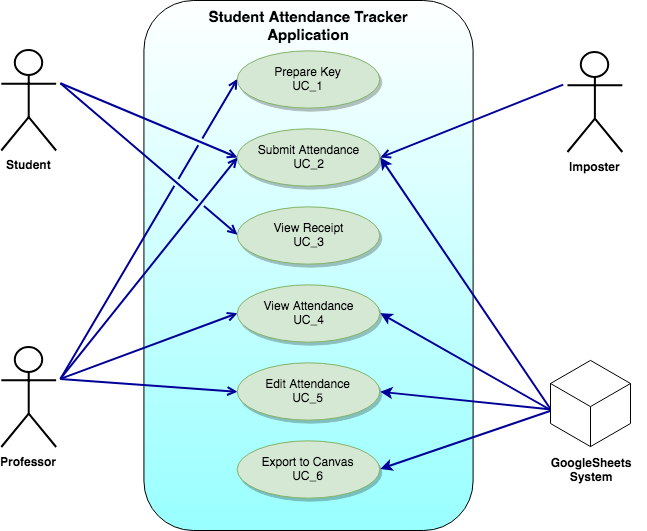 Student Attendance Tracker
Application
Prepare Key
UC_1
Student
Submit Attendance
UC_2
Imposter
View Receipt
UC_3
View Attendance
UC_4
Edit Attendance
UC_5
Professor
Export to Canvas
UC_6
GoogleSheets
System